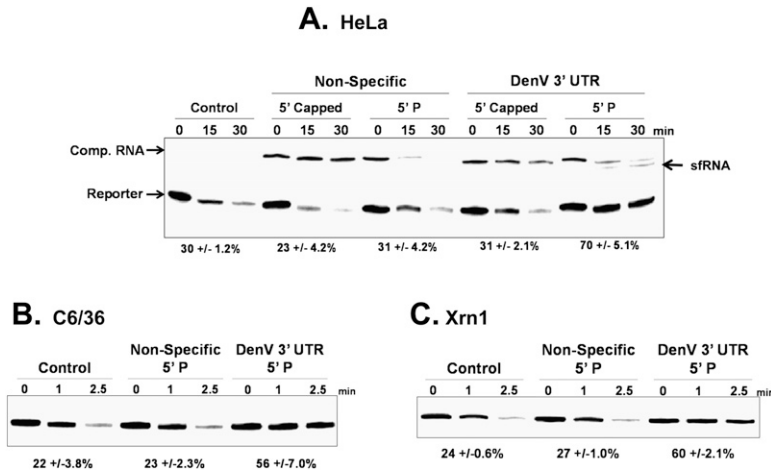 A. HeLa
Non-Specific DenV 3' UTR
Control 5' Capped 5' P 5' Capped 5' P
0 15 30 0 15 30 0 15 30 0 15 30 0 15 30 min
Comp. RNA
sfRNA
Reporter
30 +/- 1.2% 23 +/- 4.2% 31 +/- 4.2% 31 +/- 2.1% 70 +/- 5.1%
B. C6/36
Non-Specific DenV 3' UTR
Control 5' P 5' P
0 1 2.5 0 1 2.5 0 1 2.5 min
22 +/-3.8% 23 +/-2.3% 56 +/-7.0%
C. Xrn1
Non-Specific DenV 3' UTR
Control 5' P 5' P
0 1 2.5 0 1 2.5 0 1 2.5 min
24 +/-0.6% 27 +/-1.0% 60 +/-2.1%